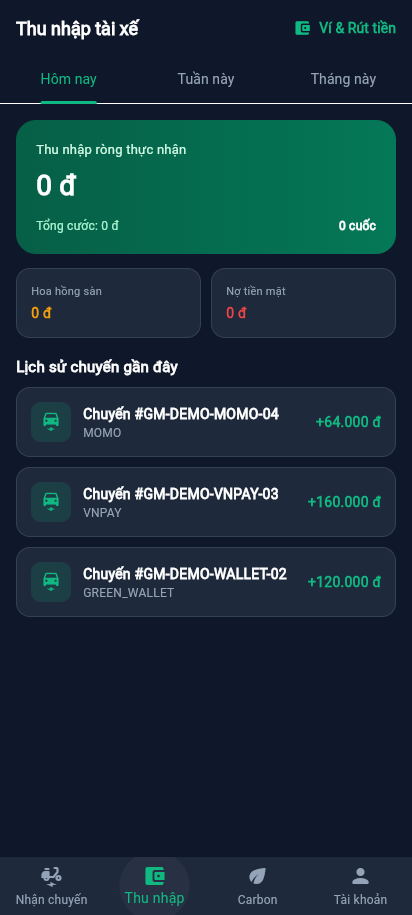 Thu nhập tài xế
Ví & Rút tiền
Hôm nay
Tuần này
Tháng này
Thu nhập ròng thực nhận
0 đ
Tổng cước: 0 đ
0 cuốc
Hoa hồng sàn
0 đ
Nợ tiền mặt
0 đ
Lịch sử chuyến gần đây
Chuyến #GM-DEMO-MOMO-04
MOMO
+64.000 đ
Chuyến #GM-DEMO-VNPAY-03
VNPAY
+160.000 đ
Chuyến #GM-DEMO-WALLET-02
GREEN_WALLET
+120.000 đ
Nhận chuyến
Thu nhập
Carbon
Tài khoản